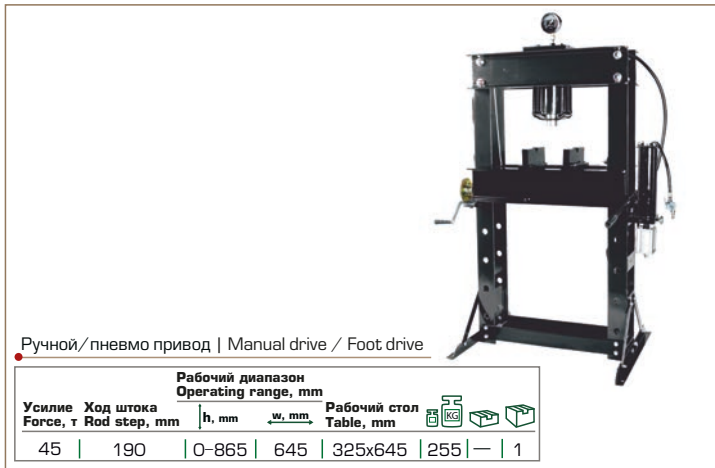 Ручной/пневмо привод | Manual drive / Foot drive
Рабочий диапазон
Operating range, mm
Усилие Ход штока Рабочий стол
Force, т Rod step, mm h, mm w, mm Table, mm KG
45 190 0-865 645 325x645 255 — 1